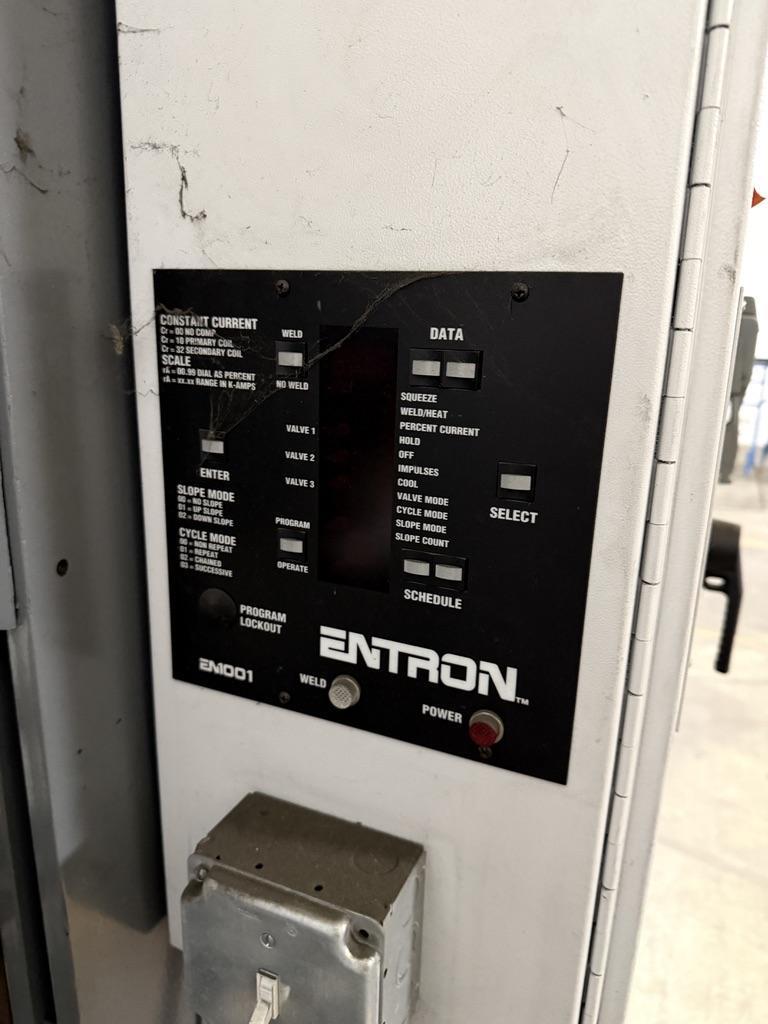 CONSTANT CURRENT
Cr = 00 NO COMP
Cr = 10 PRIMARY COIL
Cr = 32 SECONDARY COIL
SCALE
rA = 00.99 DIAL AS PERCENT
rA = xx.xx RANGE IN K-AMPS
WELD
NO WELD
DATA
SQUEEZE
WELD/HEAT
PERCENT CURRENT
HOLD
OFF
IMPULSES
COOL
VALVE MODE
CYCLE MODE
SLOPE MODE
SLOPE COUNT
VALVE 1
VALVE 2
VALVE 3
ENTER
SELECT
SLOPE MODE
00 = NO SLOPE
01 = UP SLOPE
02 = DOWN SLOPE
CYCLE MODE
00 = NON REPEAT
01 = REPEAT
02 = CHAINED
03 = SUCCESSIVE
PROGRAM
OPERATE
SCHEDULE
PROGRAM
LOCKOUT
ENTRON™
EM1001
WELD
POWER